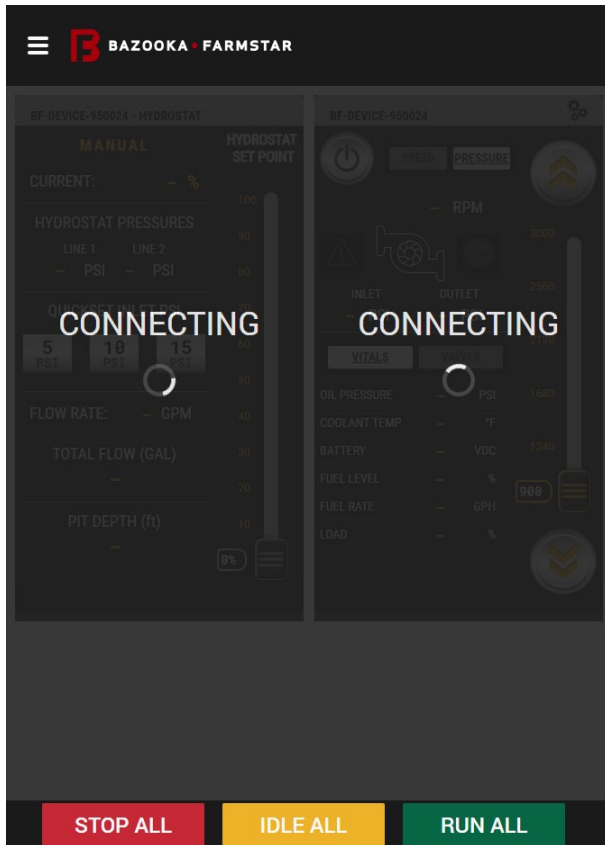 BAZOOKA • FARMSTAR
BF-DEVICE-950024 - HYDROSTAT
MANUAL
HYDROSTAT
SET POINT
CURRENT: – %
HYDROSTAT PRESSURES
LINE 1 LINE 2
– PSI – PSI
QUICKSET INLET PSI
CONNECTING
5
PSI
10
PSI
15
PSI
FLOW RATE: – GPM
TOTAL FLOW (GAL)
–
PIT DEPTH (ft)
–
100
90
80
70
60
50
40
30
20
10
0%
BF-DEVICE-950024
SPEED PRESSURE
– RPM
INLET OUTLET
CONNECTING
VITALS VALVES
OIL PRESSURE – PSI
COOLANT TEMP – °F
BATTERY – VDC
FUEL LEVEL – %
FUEL RATE – GPH
LOAD – %
3000
2560
2120
1680
1240
900
STOP ALL IDLE ALL RUN ALL